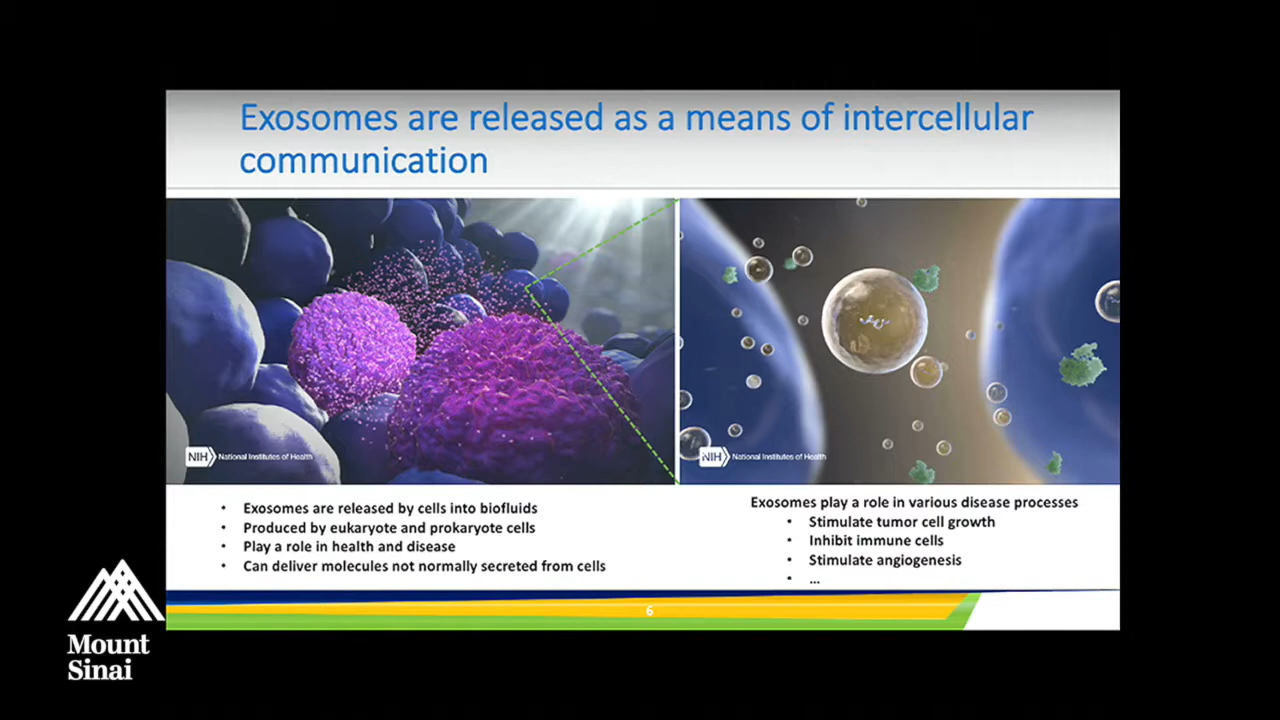 Exosomes are released as a means of intercellular
communication
NIH National Institutes of Health
NIH National Institutes of Health
• Exosomes are released by cells into biofluids
• Produced by eukaryote and prokaryote cells
• Play a role in health and disease
• Can deliver molecules not normally secreted from cells
Exosomes play a role in various disease processes
• Stimulate tumor cell growth
• Inhibit immune cells
• Stimulate angiogenesis
• ...
6
Mount
Sinai